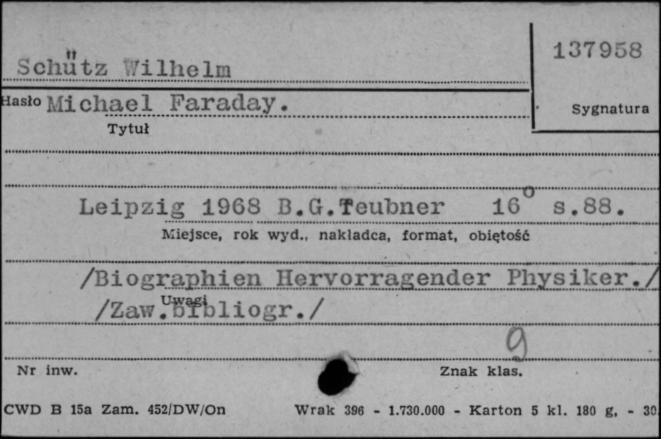 137958
Schütz Wilhelm
Hasło Michael Faraday.
Sygnatura
Tytuł
Leipzig 1968 B.G.Teubner 16° s.88.
Miejsce, rok wyd., nakładca, format, objętość
/Biographien Hervorragender Physiker./
Uwagi
/Zaw.bibliogr./
9
Nr inw. Znak klas.
CWD B 15a Zam. 452/DW/On Wrak 396 - 1.730.000 - Karton 5 kl. 180 g. - 30